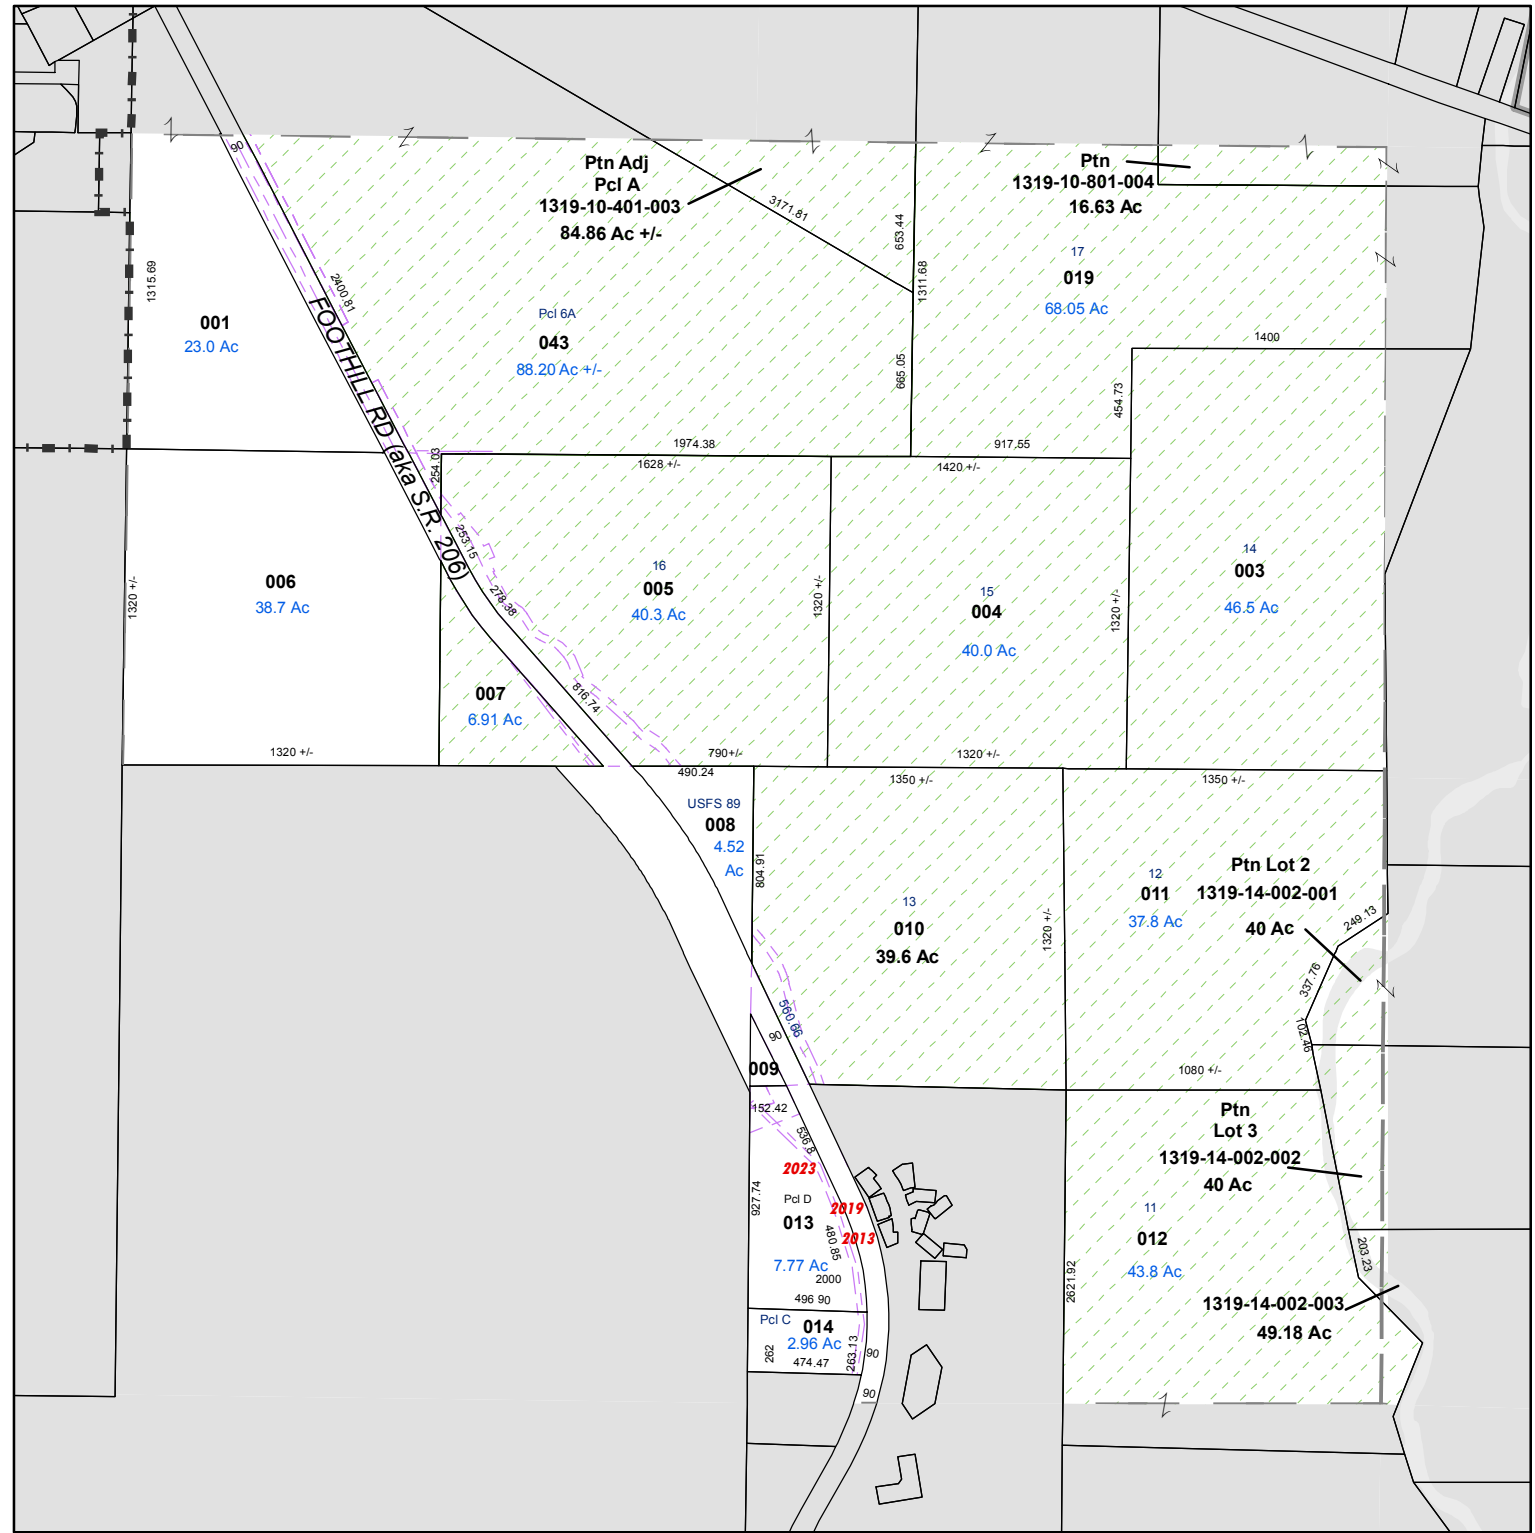 90
Ptn Adj
Pcl A
1319-10-401-003
84.86 Ac +/-
3171.81
653.44
1311.68
665.05
Ptn
1319-10-801-004
16.63 Ac
17
019
68.05 Ac
1400
454.73
917.55
1315.69
001
23.0 Ac
2400.81
FOOTHILL RD (aka S.R. 206)
Pcl 6A
043
88.20 Ac +/-
1974.38
1628 +/-
1420 +/-
254.03
253.15
278.38
816.74
1320 +/-
006
38.7 Ac
1320 +/-
007
6.91 Ac
16
005
40.3 Ac
1320 +/-
790+/-
15
004
40.0 Ac
1320 +/-
1320 +/-
14
003
46.5 Ac
490.24
1350 +/-
1350 +/-
USFS 89
008
4.52
Ac
804.91
13
010
39.6 Ac
1320 +/-
12
011
37.8 Ac
Ptn Lot 2
1319-14-002-001
40 Ac
249.13
337.76
102.46
1080 +/-
560.66
90
009
152.42
536.8
2023
927.74
Pcl D
013
2019
2013
480.85
7.77 Ac
2000
496 90
Pcl C
014
2.96 Ac
262
474.47
263.13
90
90
2621.92
Ptn
Lot 3
1319-14-002-002
40 Ac
11
012
43.8 Ac
203.23
1319-14-002-003
49.18 Ac